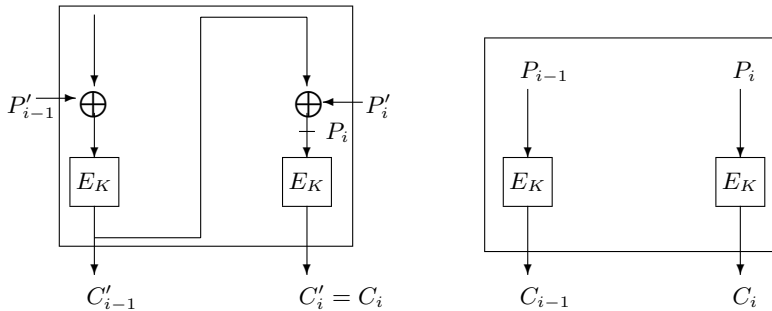 $P_{i-1}$ $P_i$
$P'_{i-1}$ $P'_i$
$P_i$
$E_K$ $E_K$ $E_K$ $E_K$
$C'_{i-1}$ $C'_i = C_i$ $C_{i-1}$ $C_i$